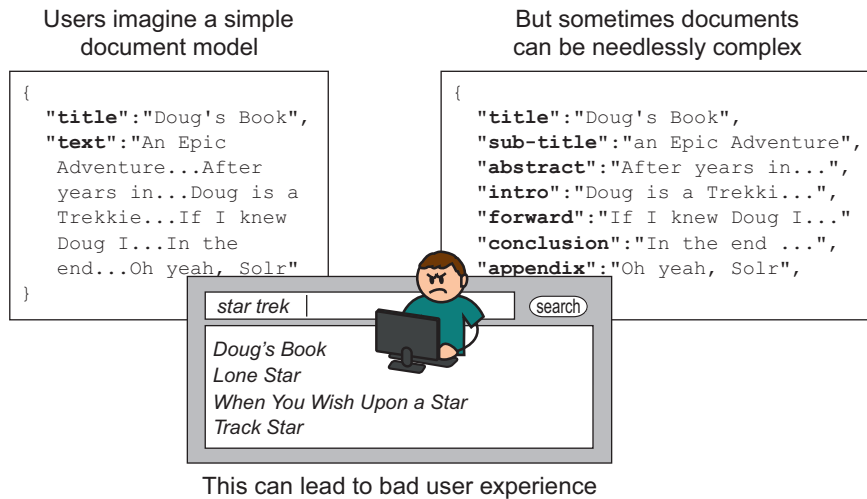 Users imagine a simple
document model
{
"title":"Doug's Book",
"text":"An Epic
Adventure...After
years in...Doug is a
Trekkie...If I knew
Doug I...In the
end...Oh yeah, Solr"
}
But sometimes documents
can be needlessly complex
{
"title":"Doug's Book",
"sub-title":"an Epic Adventure",
"abstract":"After years in...",
"intro":"Doug is a Trekki...",
"forward":"If I knew Doug I..."
"conclusion":"In the end ...",
"appendix":"Oh yeah, Solr",
star trek
search
Doug's Book
Lone Star
When You Wish Upon a Star
Track Star
This can lead to bad user experience